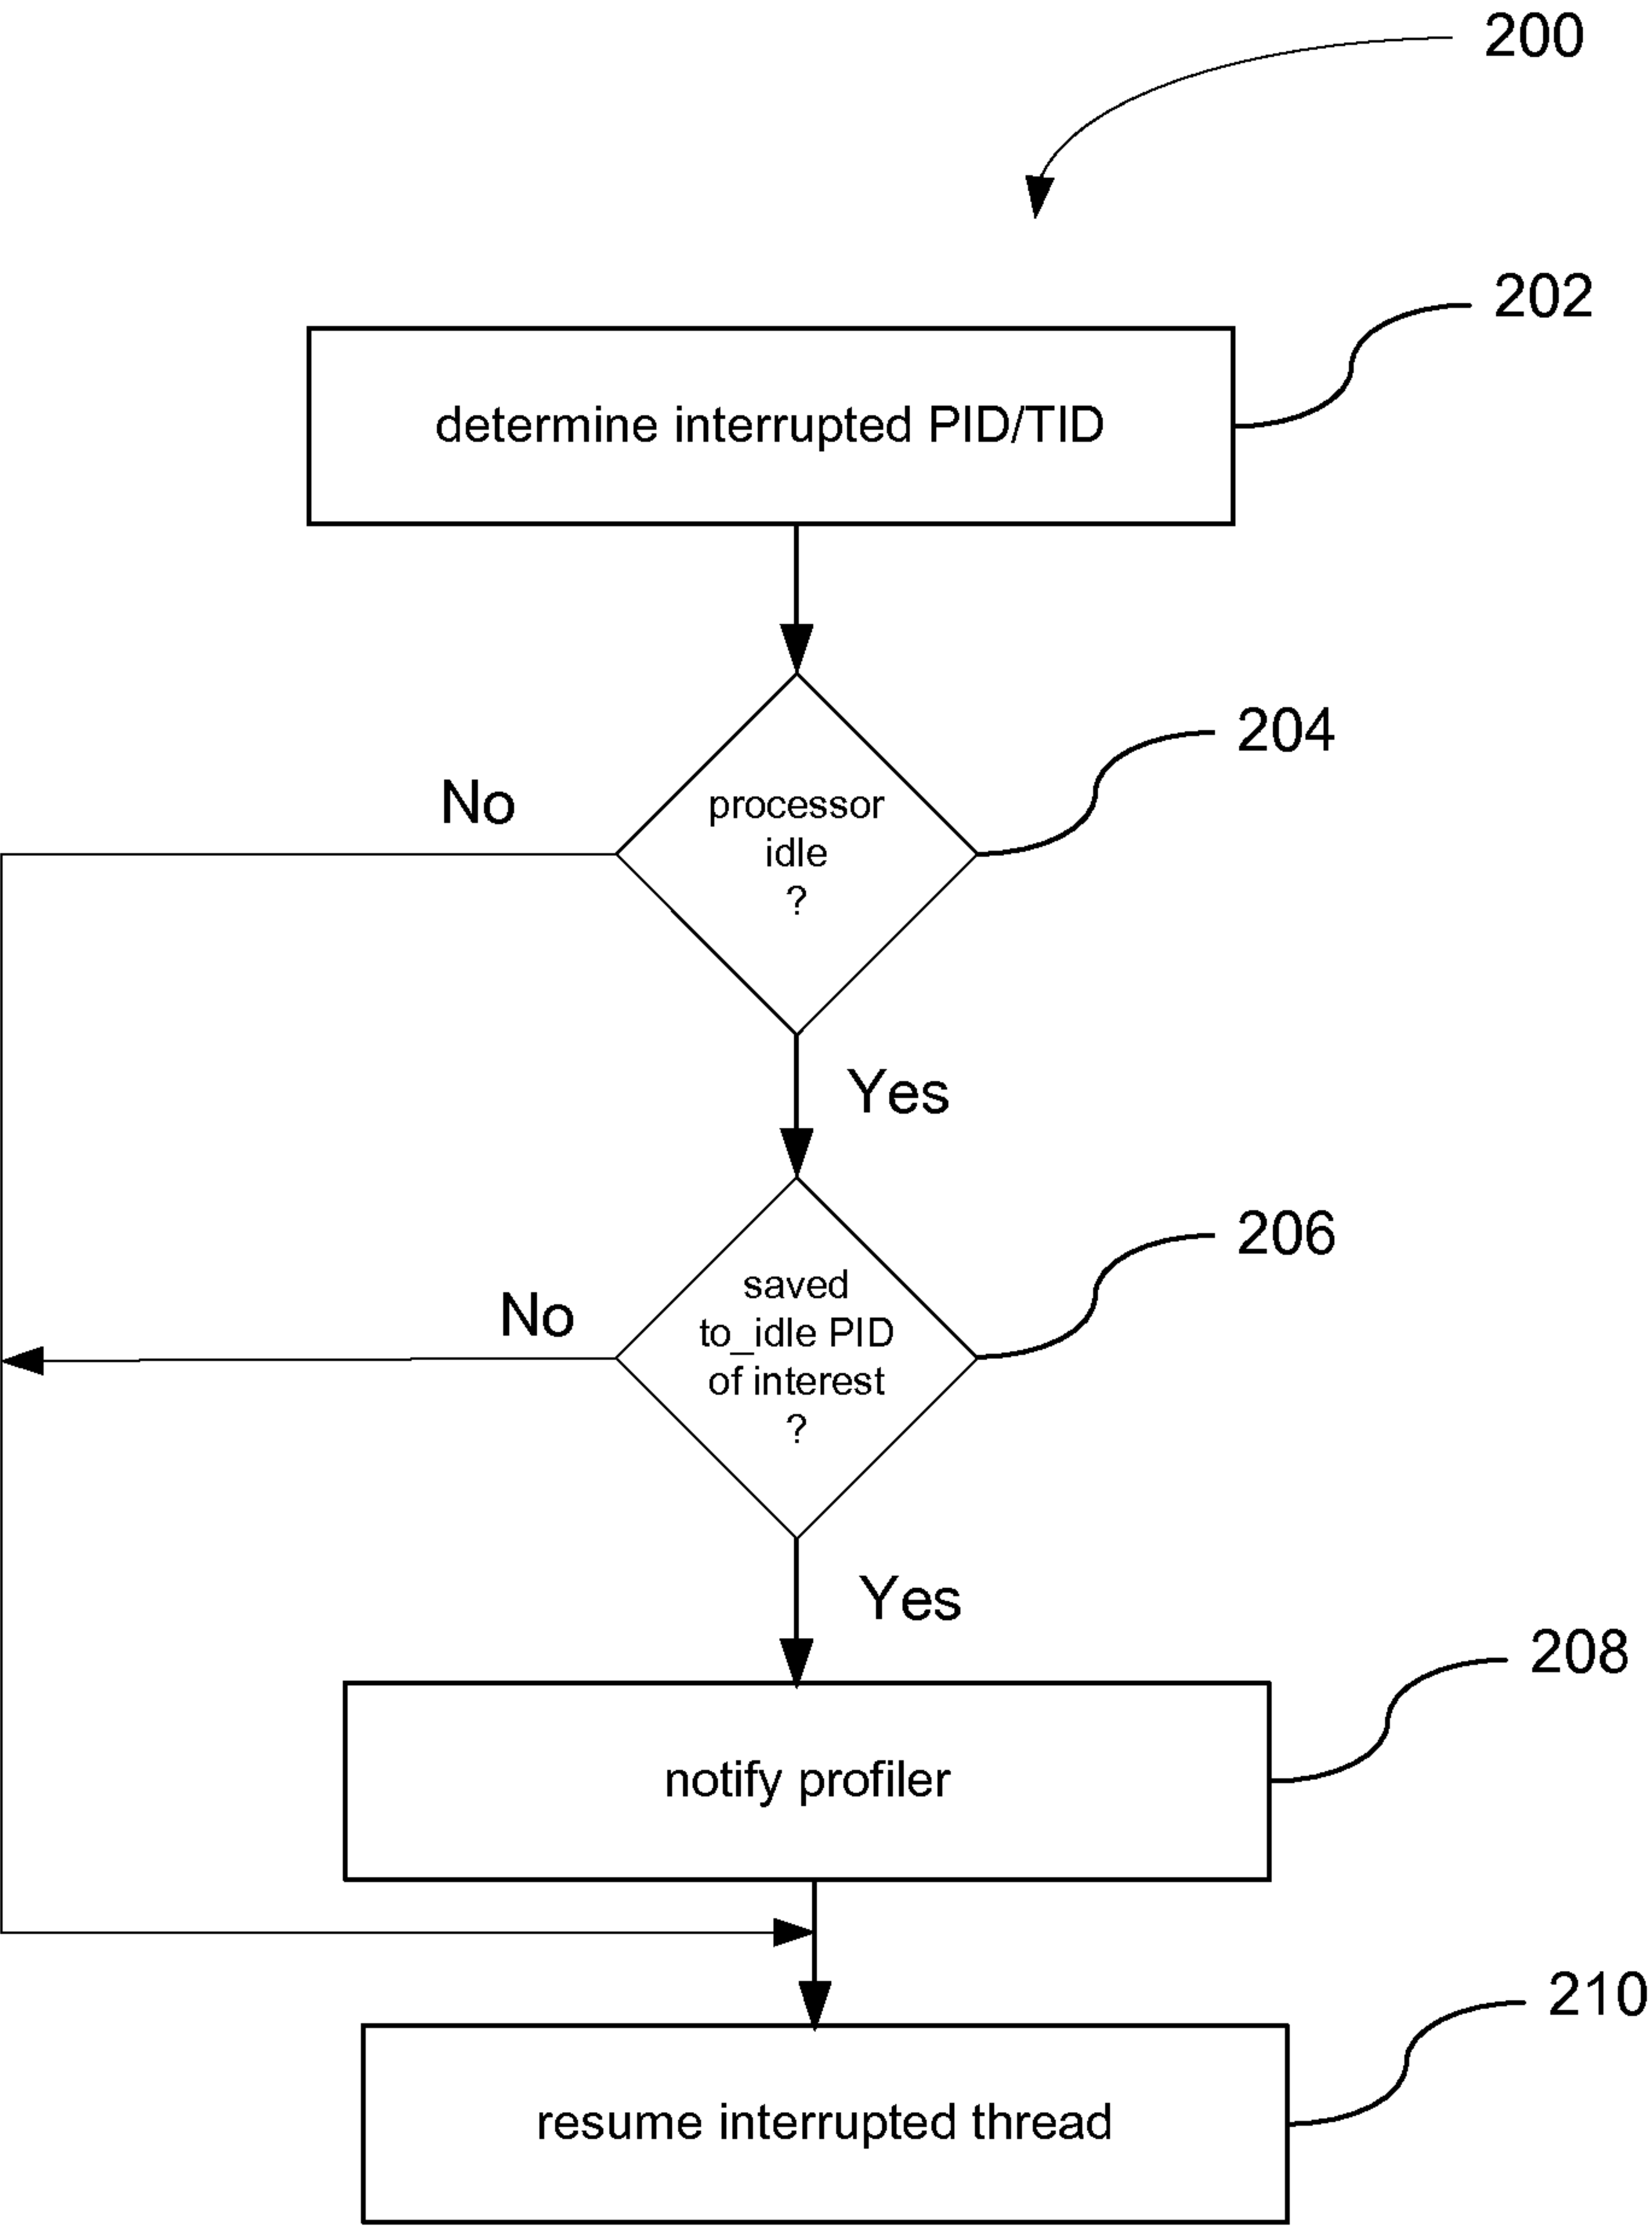 200
202
determine interrupted PID/TID
204
No
processor
idle
?
Yes
206
No
saved
to_idle PID
of interest
?
Yes
208
notify profiler
210
resume interrupted thread